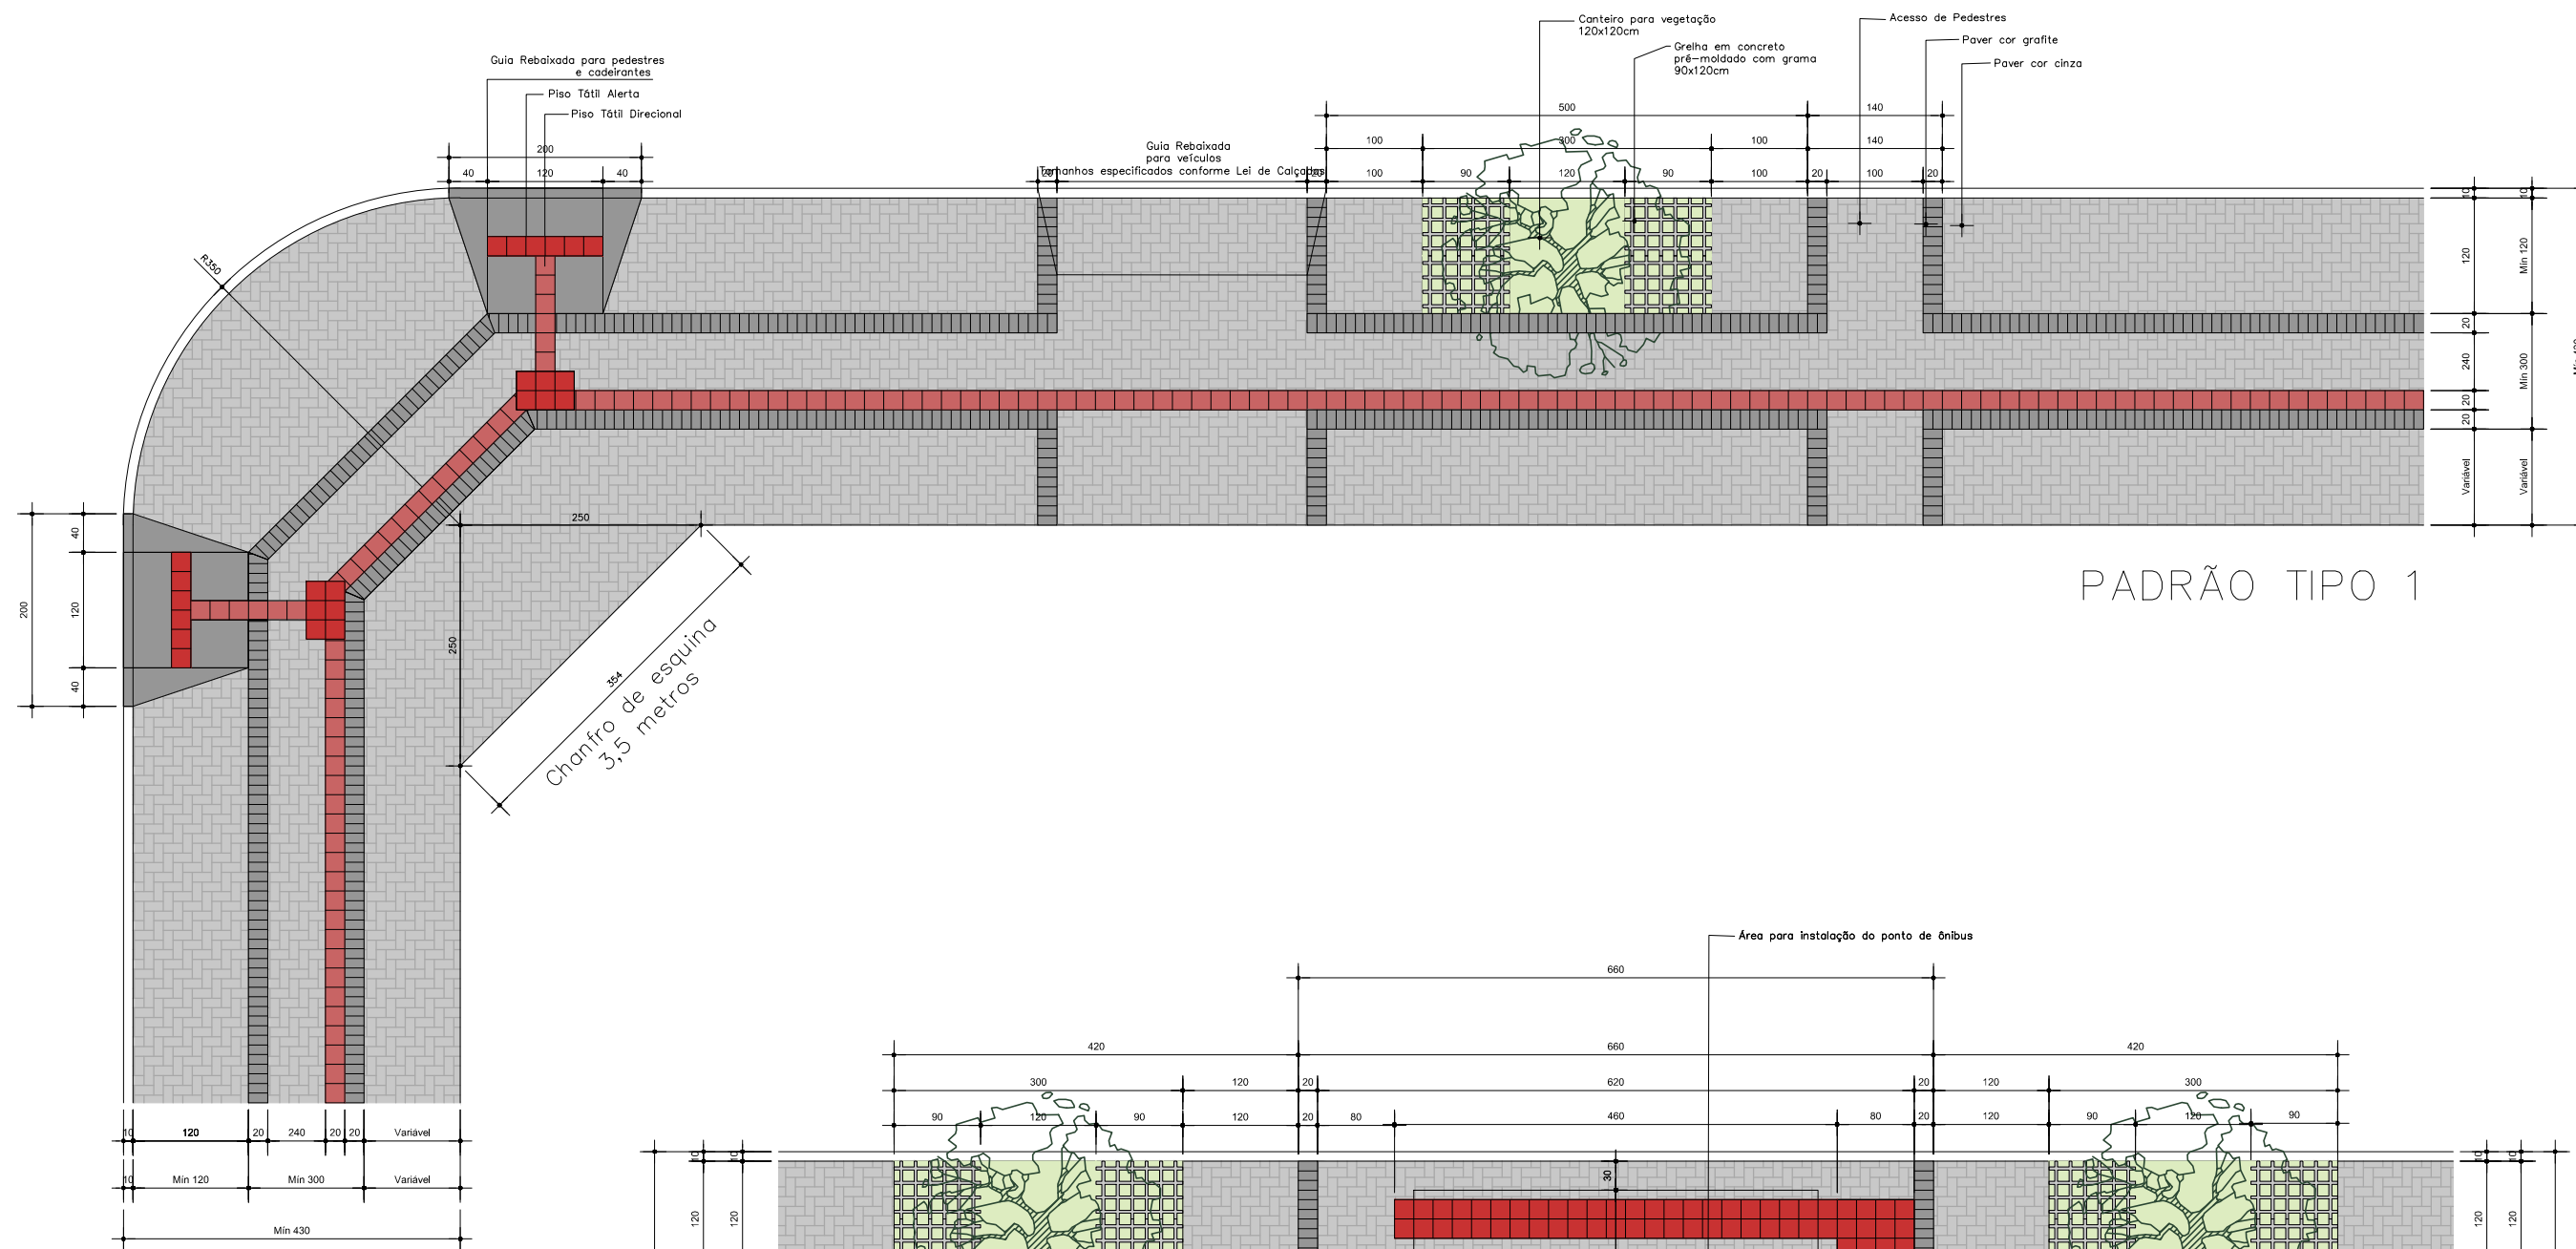 Canteiro para vegetação
120x120cm
Grelha em concreto
pré-moldado com grama
90x120cm
Acesso de Pedestres
Paver cor grafite
Paver cor cinza
Guia Rebaixada para pedestres
e cadeirantes
Piso Tátil Alerta
Piso Tátil Direcional
Guia Rebaixada
para veículos
Tamanhos especificados conforme Lei de Calçadas
500 140
200 100 300 100 140
40 120 40 20 20 100 90 120 90 100 20 100 20
10 10
120 Mín 120
20
240 Mín 300
20
20
Variável Variável
R350
250
250
354
Chanfro de esquina
3,5 metros
40
200 120
40
PADRÃO TIPO 1
10 120 20 240 20 20 Variável
10 Mín 120 Mín 300 Variável
Mín 430
Área para instalação do ponto de ônibus
660
420 660 420
300 120 20 620 20 120 300
90 120 90 120 20 80 460 80 20 120 90 120 90
10 10 30 10 10
120 120 120 120